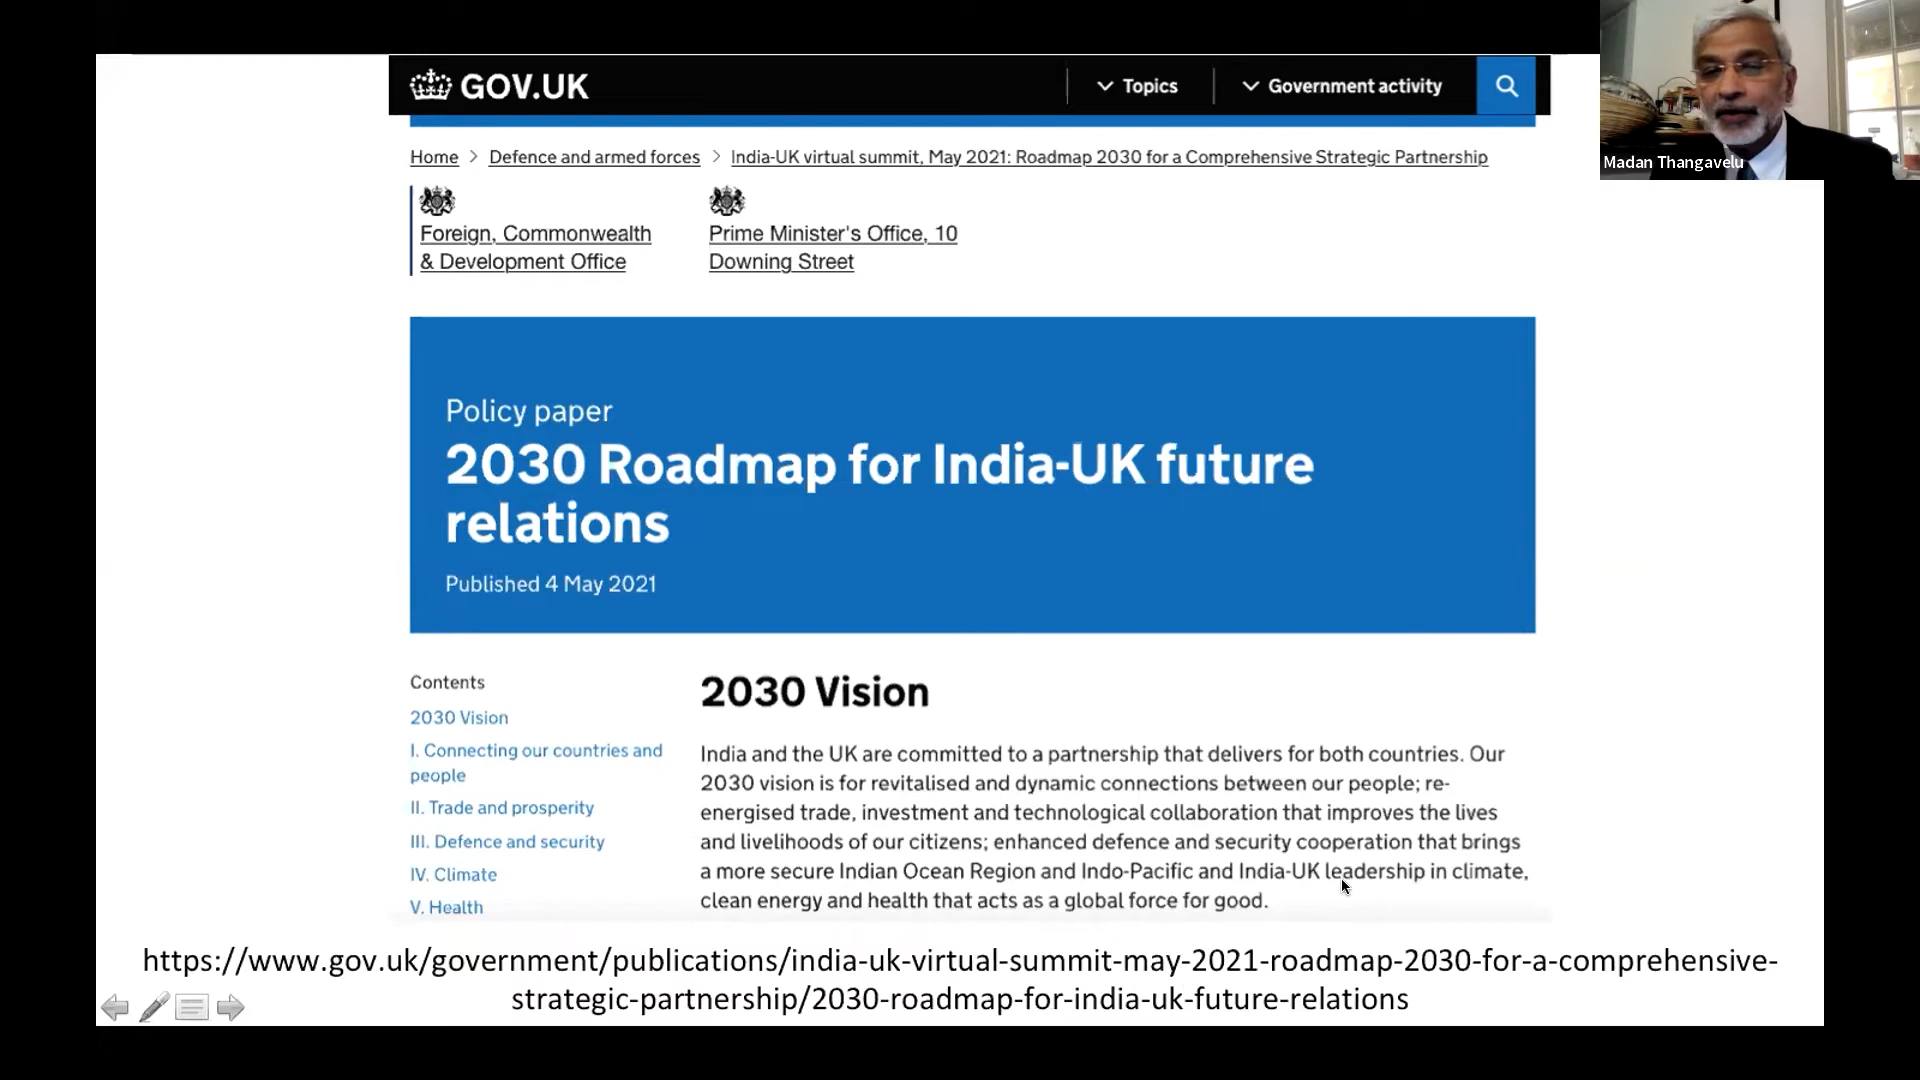 GOV.UK
Topics
Government activity
Madan Thangavelu
Home > Defence and armed forces > India-UK virtual summit, May 2021: Roadmap 2030 for a Comprehensive Strategic Partnership
Foreign, Commonwealth
& Development Office
Prime Minister's Office, 10
Downing Street
Policy paper
2030 Roadmap for India-UK future
relations
Published 4 May 2021
Contents
2030 Vision
I. Connecting our countries and
people
II. Trade and prosperity
III. Defence and security
IV. Climate
V. Health
2030 Vision
India and the UK are committed to a partnership that delivers for both countries. Our
2030 vision is for revitalised and dynamic connections between our people; re-
energised trade, investment and technological collaboration that improves the lives
and livelihoods of our citizens; enhanced defence and security cooperation that brings
a more secure Indian Ocean Region and Indo-Pacific and India-UK leadership in climate,
clean energy and health that acts as a global force for good.
https://www.gov.uk/government/publications/india-uk-virtual-summit-may-2021-roadmap-2030-for-a-comprehensive-
strategic-partnership/2030-roadmap-for-india-uk-future-relations